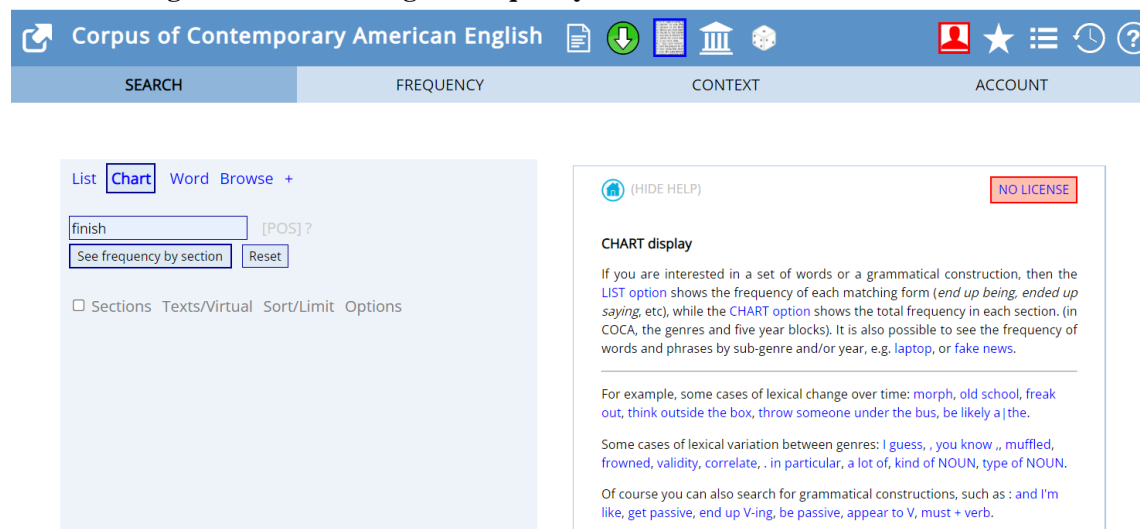 Corpus of Contemporary American English
SEARCH FREQUENCY CONTEXT ACCOUNT
List Chart Word Browse +
finish [POS] ?
See frequency by section Reset
Sections Texts/Virtual Sort/Limit Options
(HIDE HELP) NO LICENSE
CHART display
If you are interested in a set of words or a grammatical construction, then the
LIST option shows the frequency of each matching form (end up being, ended up
saying, etc), while the CHART option shows the total frequency in each section. (in
COCA, the genres and five year blocks). It is also possible to see the frequency of
words and phrases by sub-genre and/or year, e.g. laptop, or fake news.
For example, some cases of lexical change over time: morph, old school, freak
out, think outside the box, throw someone under the bus, be likely a|the.
Some cases of lexical variation between genres: I guess, , you know ,, muffled,
frowned, validity, correlate, . in particular, a lot of, kind of NOUN, type of NOUN.
Of course you can also search for grammatical constructions, such as : and I'm
like, get passive, end up V-ing, be passive, appear to V, must + verb.